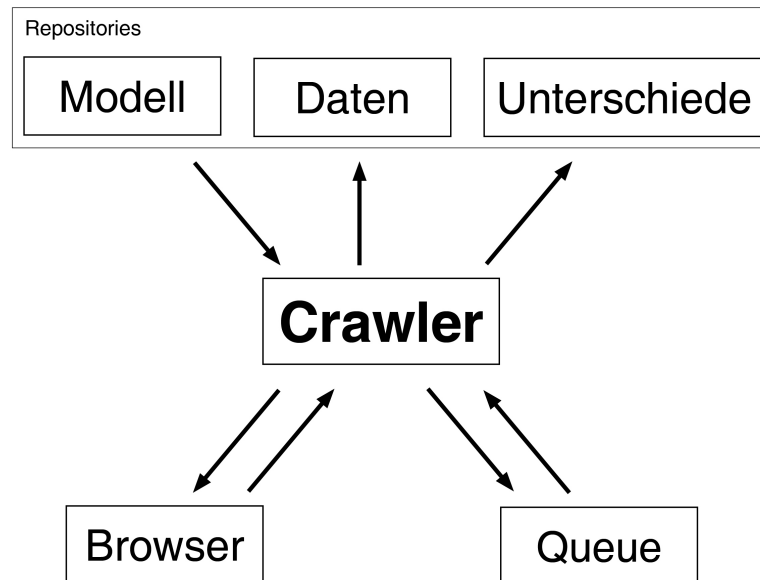 Repositories
Modell
Daten
Unterschiede
Crawler
Browser
Queue